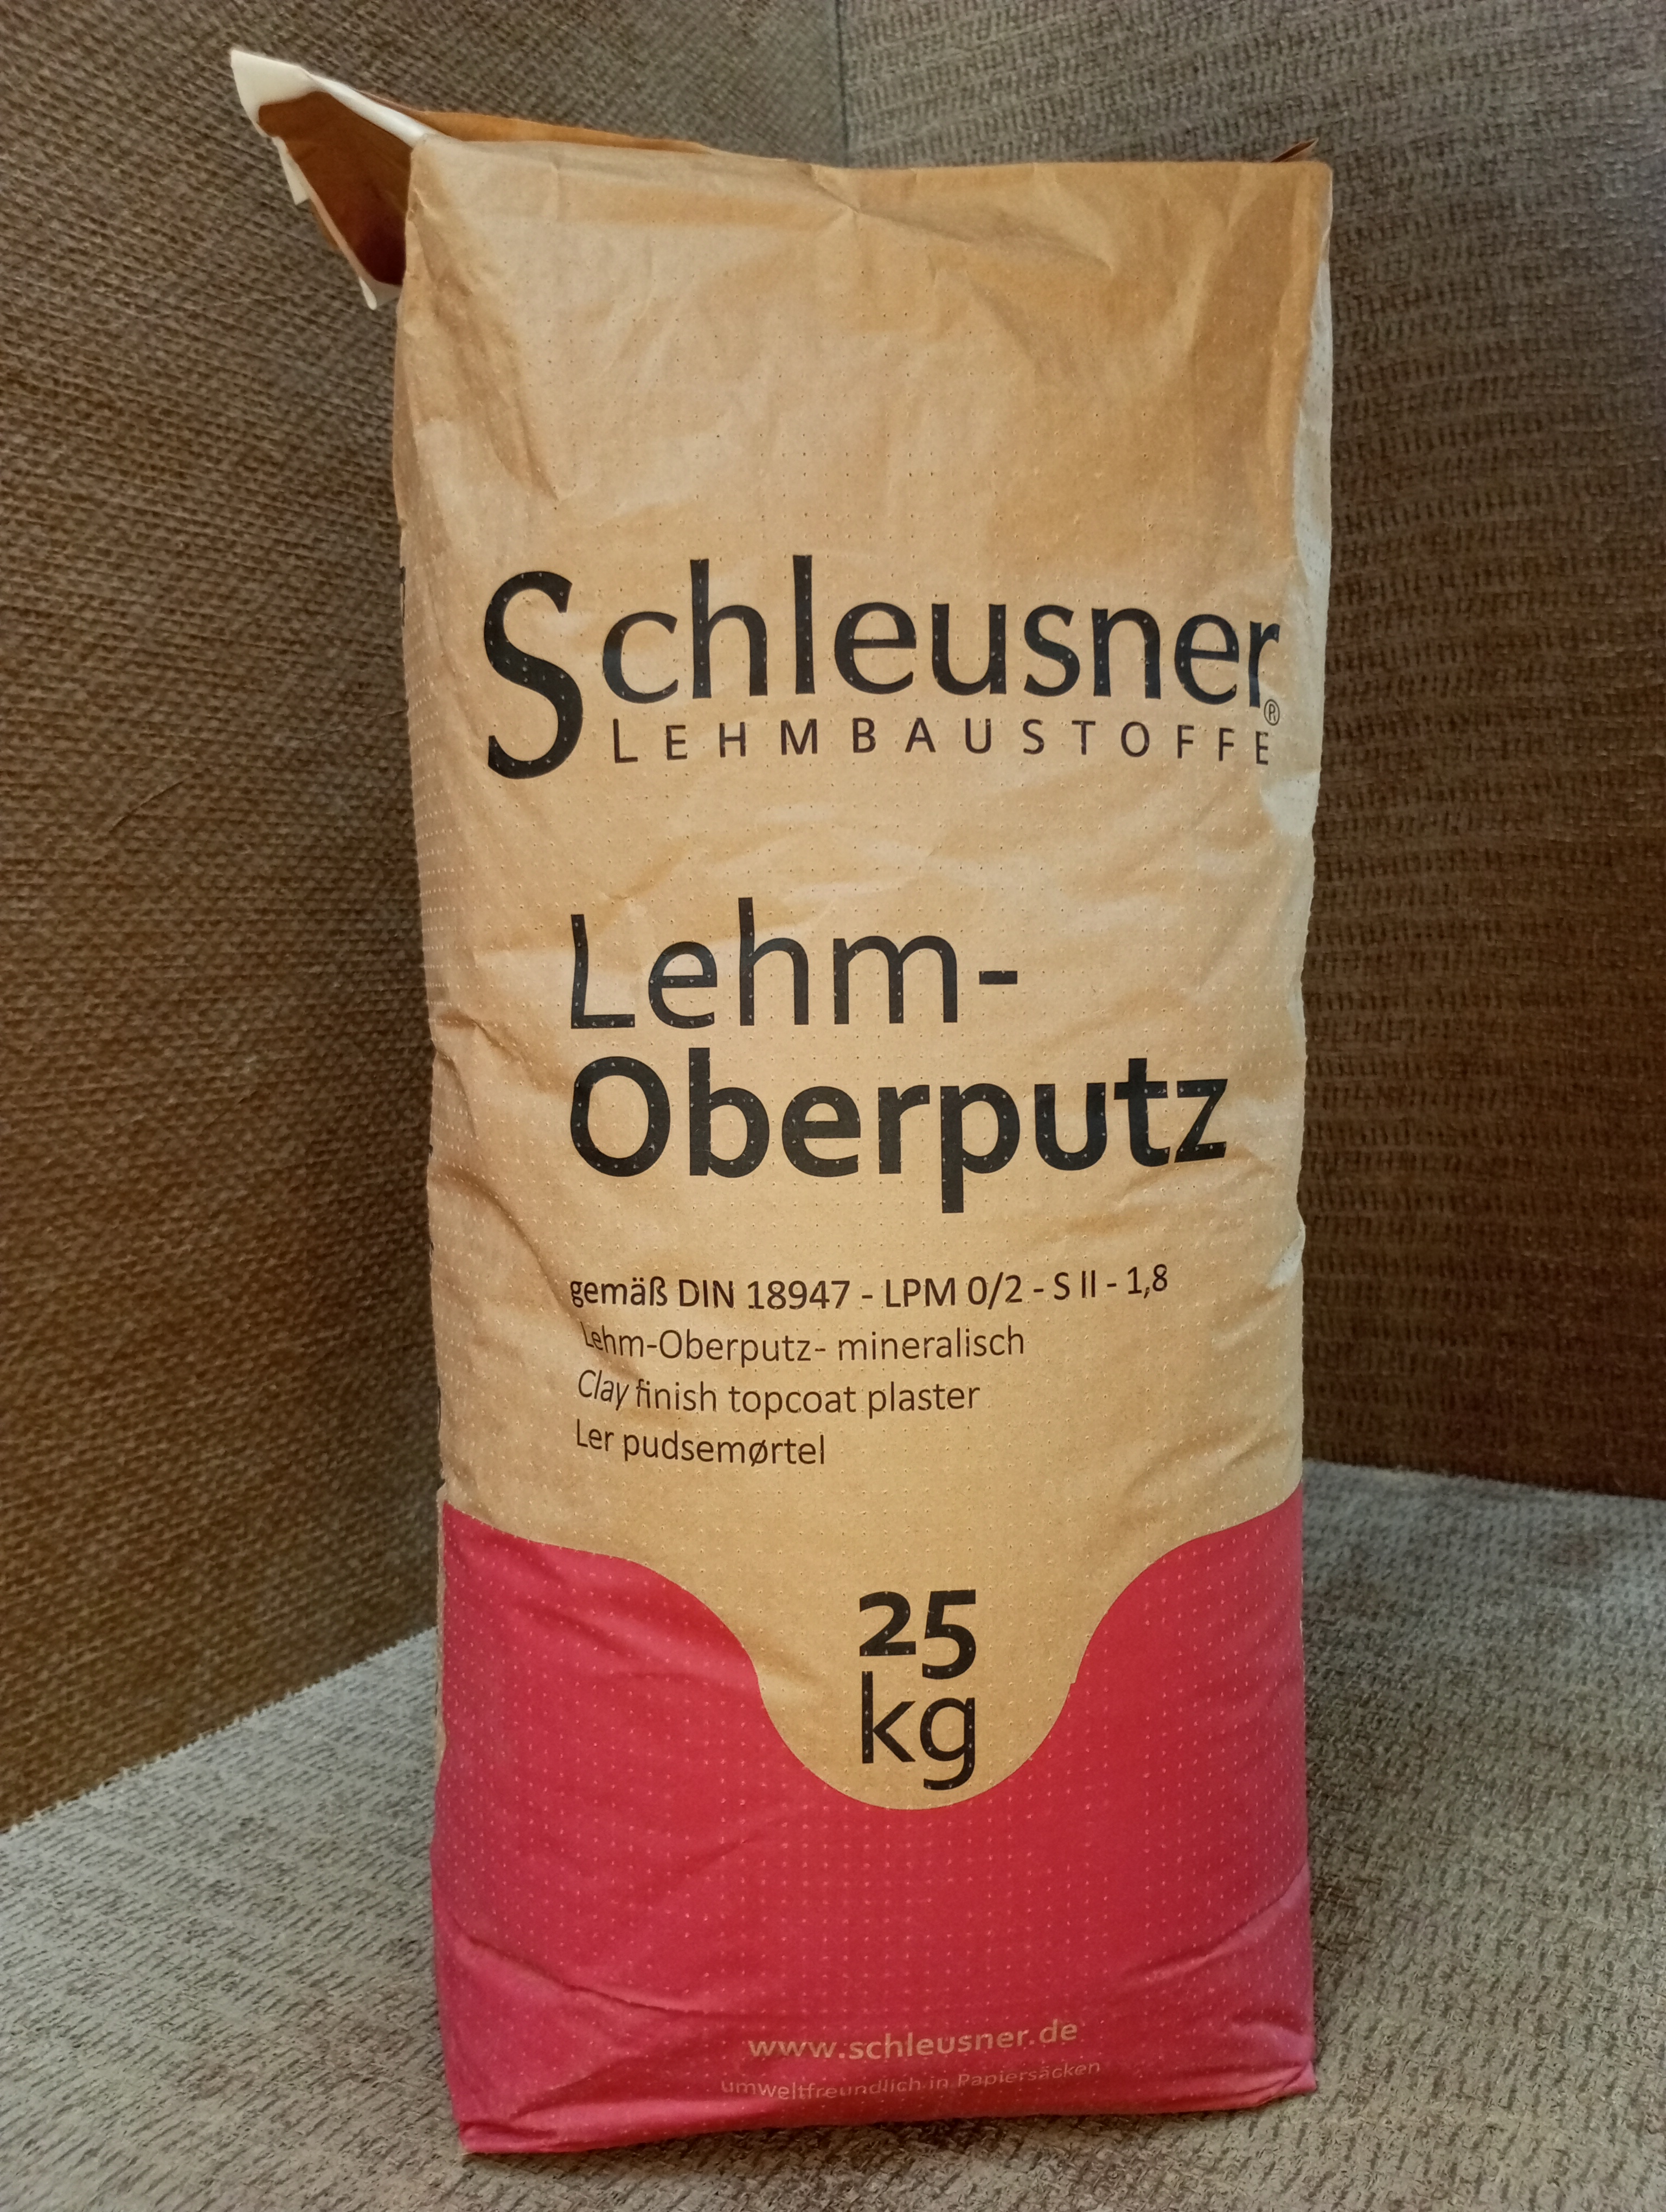 Schleusner®
LEHMBAUSTOFFE
Lehm-
Oberputz
gemäß DIN 18947 - LPM 0/2 - S II - 1,8
Lehm-Oberputz- mineralisch
Clay finish topcoat plaster
Ler pudsemørtel
25
kg
www.schleusner.de
umweltfreundlich in Papiersäcken